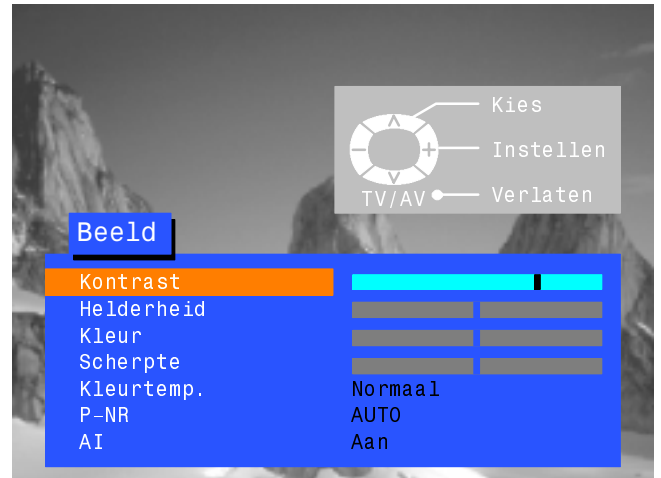 Kies
Instellen
TV/AV Verlaten
Beeld
Kontrast
Helderheid
Kleur
Scherpte
Kleurtemp. Normaal
P-NR AUTO
AI Aan